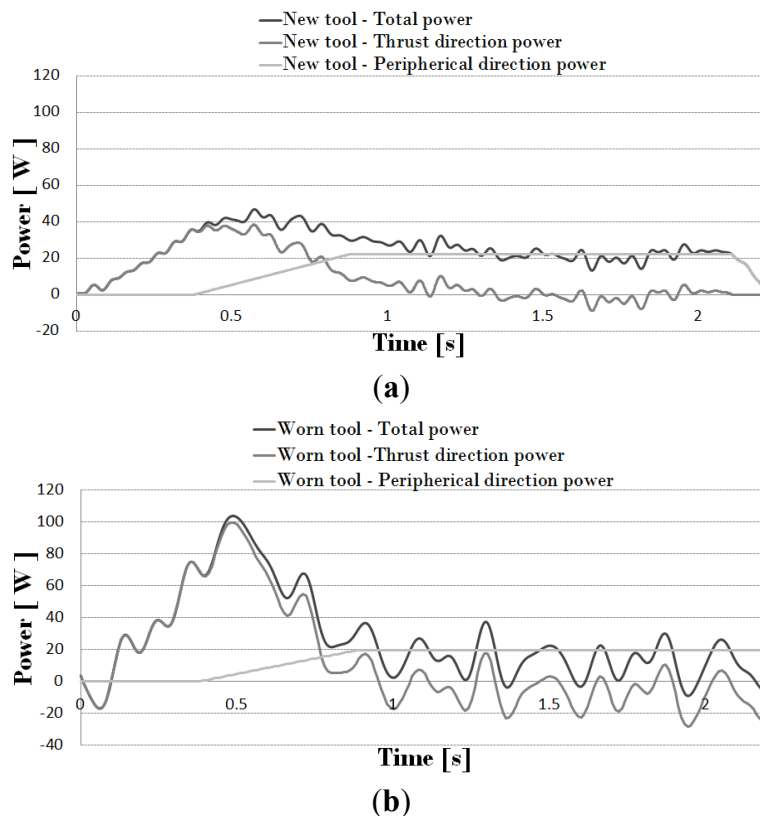 New tool - Total power
New tool - Thrust direction power
New tool - Peripherical direction power
120
100
80
60
40
20
0
-20
0
0.5
1
1.5
2
Power [ W ]
Time [s]
(a)
Worn tool - Total power
Worn tool -Thrust direction power
Worn tool - Peripherical direction power
120
100
80
60
40
20
0
-20
-40
0
0.5
1
1.5
2
Power [ W ]
Time [s]
(b)